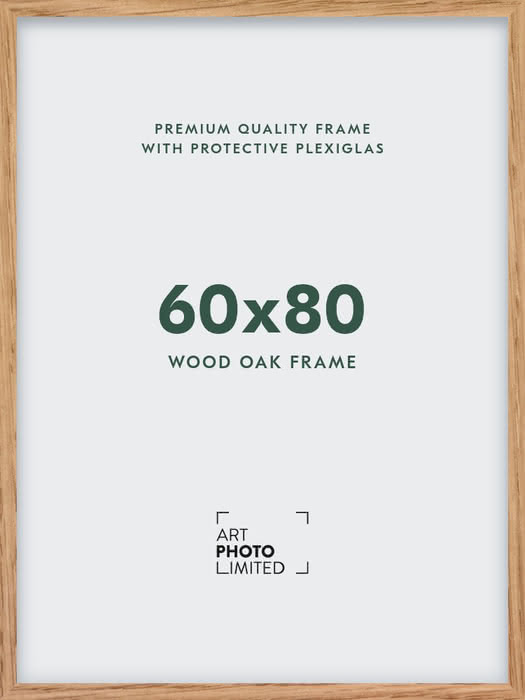 PREMIUM QUALITY FRAME
WITH PROTECTIVE PLEXIGLAS
60x80
WOOD OAK FRAME
ART
PHOTO
LIMITED